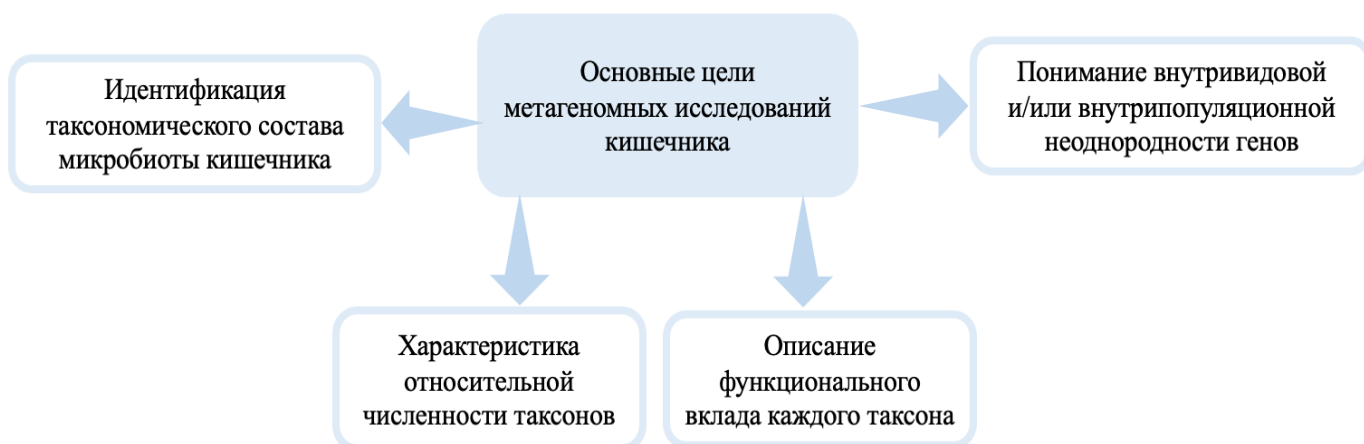 Основные цели
метагеномных исследований
кишечника
Идентификация
таксономического состава
микробиоты кишечника
Понимание внутривидовой
и/или внутрипопуляционной
неоднородности генов
Характеристика
относительной
численности таксонов
Описание
функционального
вклада каждого таксона